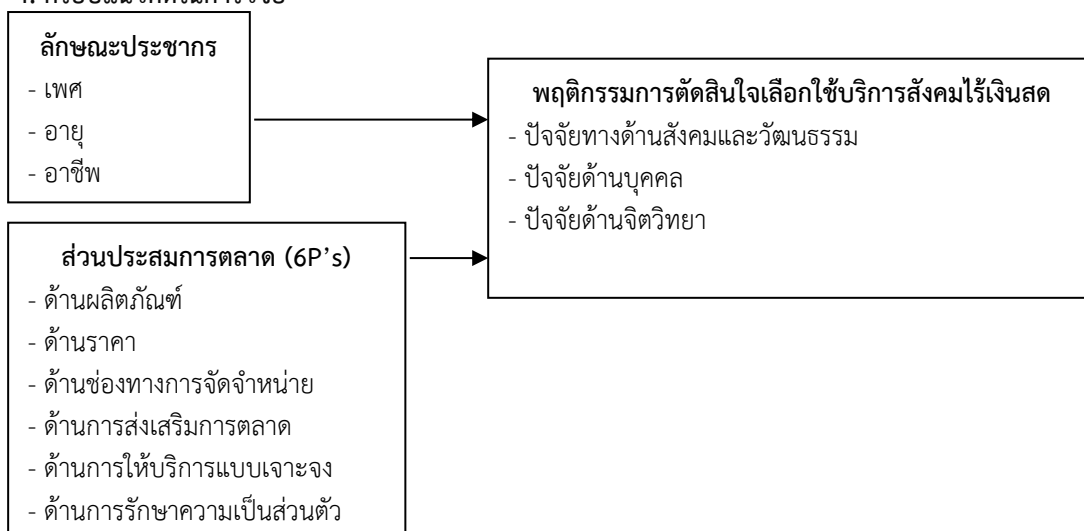 ลักษณะประชากร
- เพศ
- อายุ
- อาชีพ
พฤติกรรมการตัดสินใจเลือกใช้บริการสังคมไร้เงินสด
- ปัจจัยทางด้านสังคมและวัฒนธรรม
- ปัจจัยด้านบุคคล
- ปัจจัยด้านจิตวิทยา
ส่วนประสมการตลาด (6P’s)
- ด้านผลิตภัณฑ์
- ด้านราคา
- ด้านช่องทางการจัดจำหน่าย
- ด้านการส่งเสริมการตลาด
- ด้านการให้บริการแบบเจาะจง
- ด้านการรักษาความเป็นส่วนตัว